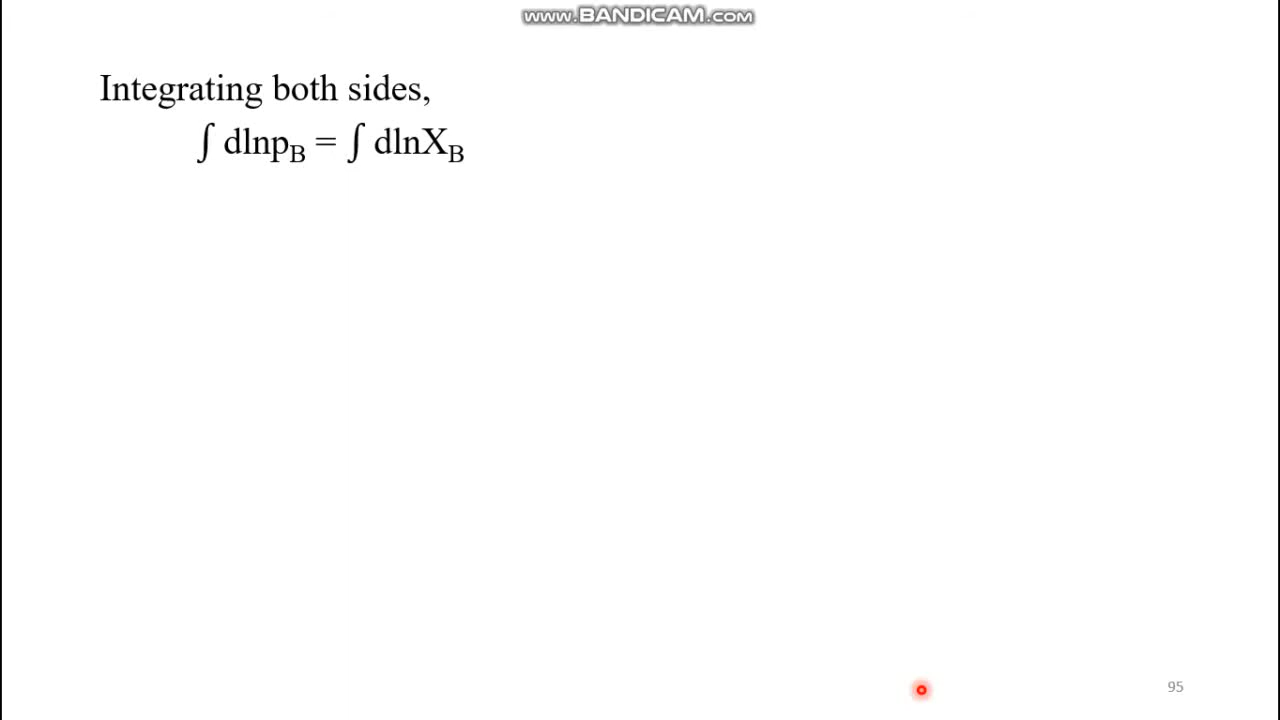 www.BANDICAM.com
Integrating both sides,
∫ dlnp_B = ∫ dlnX_B
95